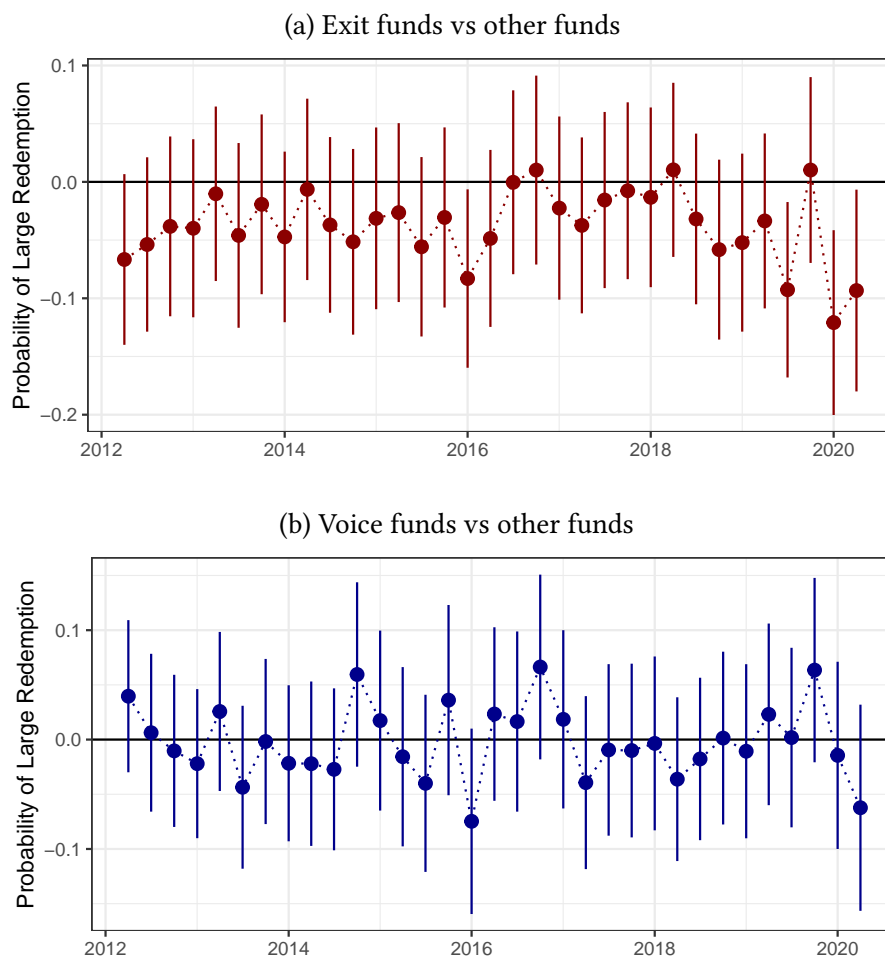 (a) Exit funds vs other funds
Probability of Large Redemption
0.1
0.0
−0.1
−0.2
2012 2014 2016 2018 2020
(b) Voice funds vs other funds
Probability of Large Redemption
0.1
0.0
−0.1
2012 2014 2016 2018 2020